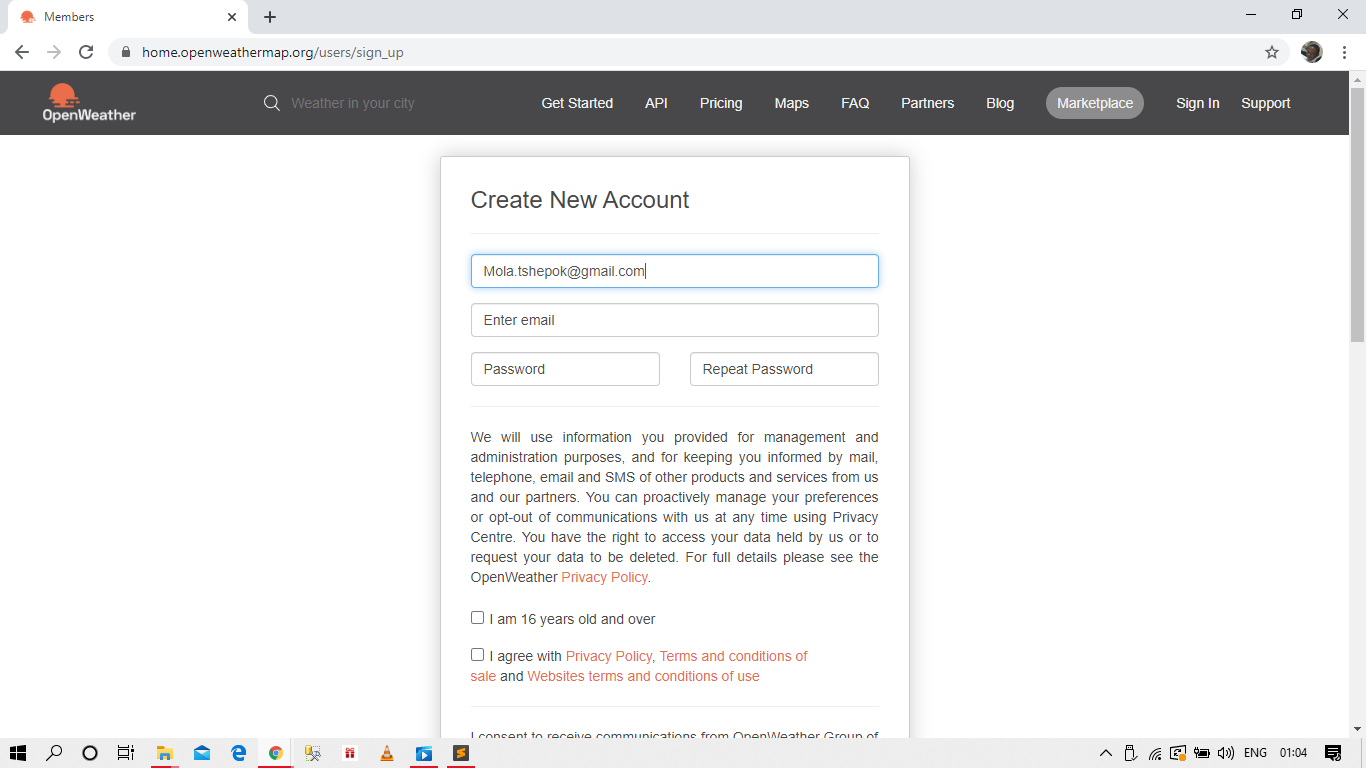 Members
home.openweathermap.org/users/sign_up
OpenWeather
Weather in your city
Get Started
API
Pricing
Maps
FAQ
Partners
Blog
Marketplace
Sign In
Support
Create New Account
Mola.tshepok@gmail.com
Enter email
Password
Repeat Password
We will use information you provided for management and
administration purposes, and for keeping you informed by mail,
telephone, email and SMS of other products and services from us
and our partners. You can proactively manage your preferences
or opt-out of communications with us at any time using Privacy
Centre. You have the right to access your data held by us or to
request your data to be deleted. For full details please see the
OpenWeather Privacy Policy.
I am 16 years old and over
I agree with Privacy Policy, Terms and conditions of
sale and Websites terms and conditions of use
I consent to receive communications from OpenWeather Group of
ENG
01:04